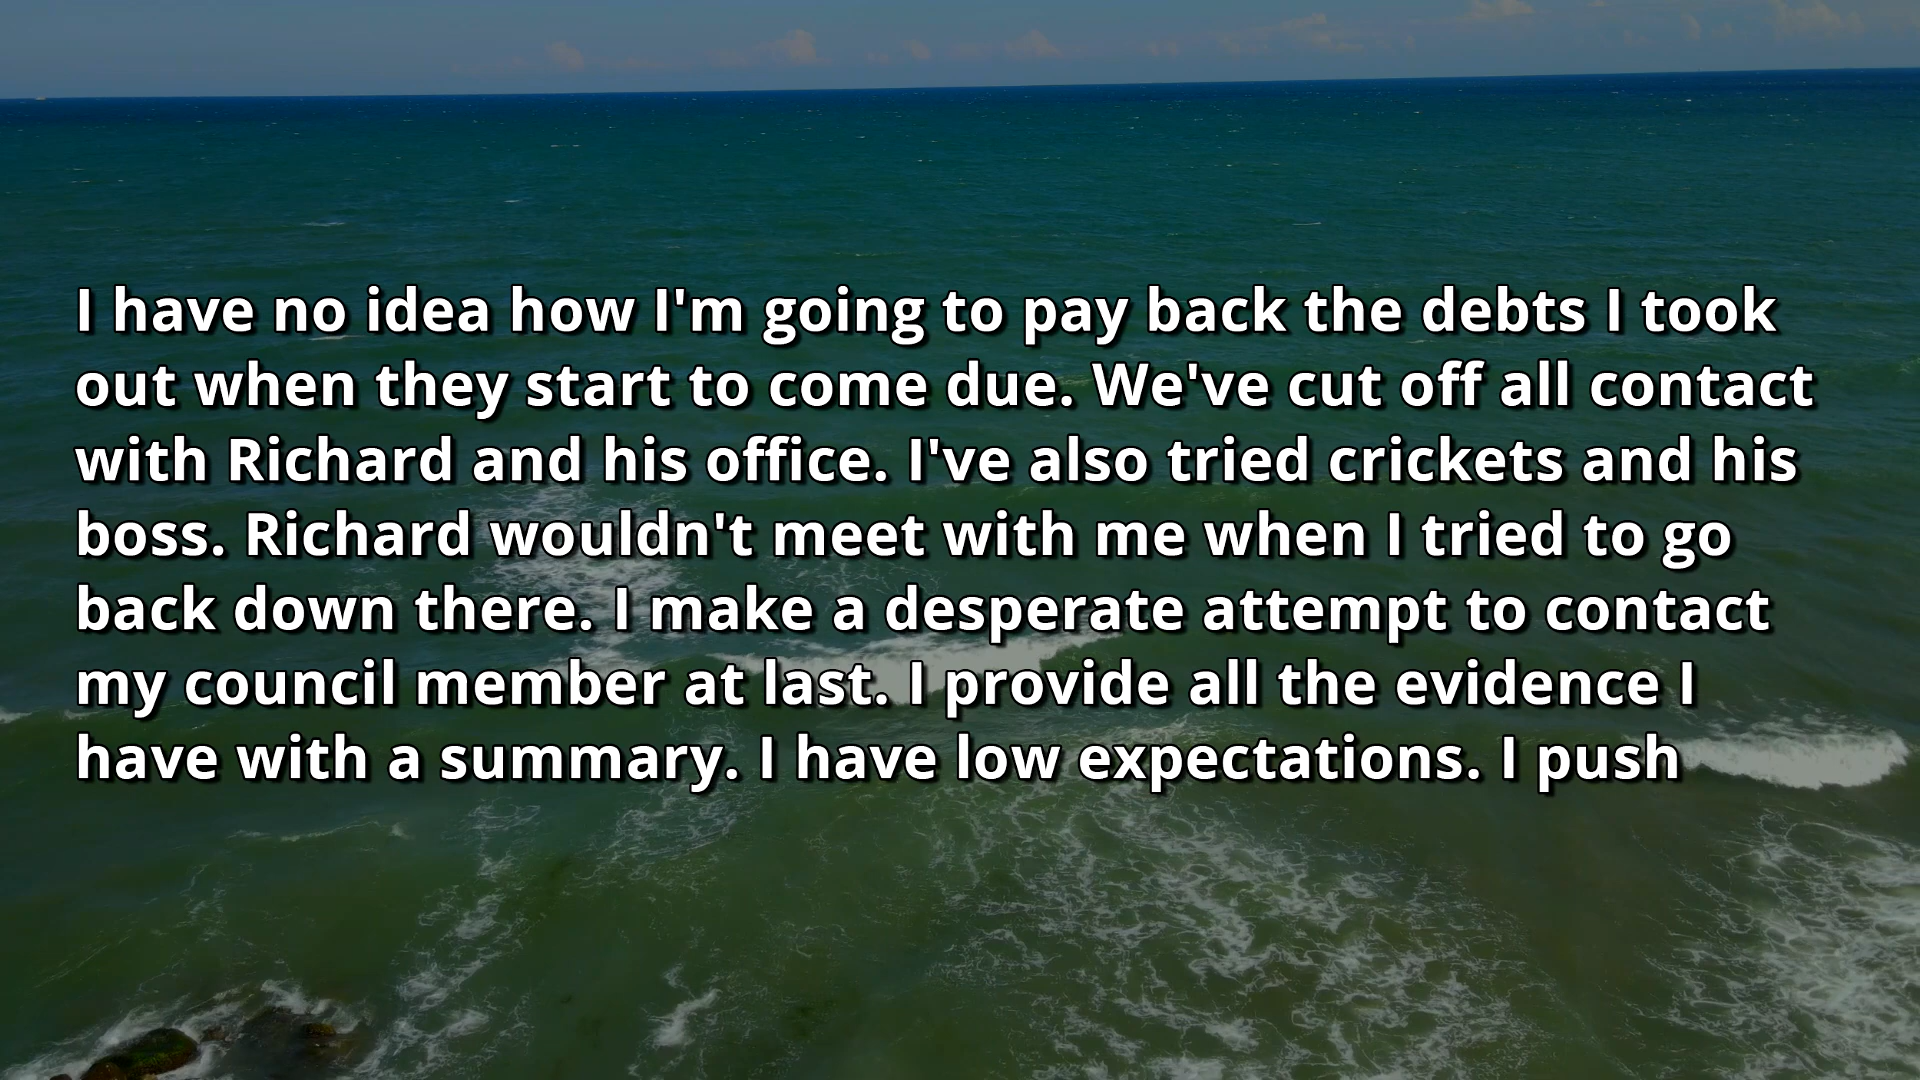 I have no idea how I'm going to pay back the debts I took
out when they start to come due. We've cut off all contact
with Richard and his office. I've also tried crickets and his
boss. Richard wouldn't meet with me when I tried to go
back down there. I make a desperate attempt to contact
my council member at last. I provide all the evidence I
have with a summary. I have low expectations. I push